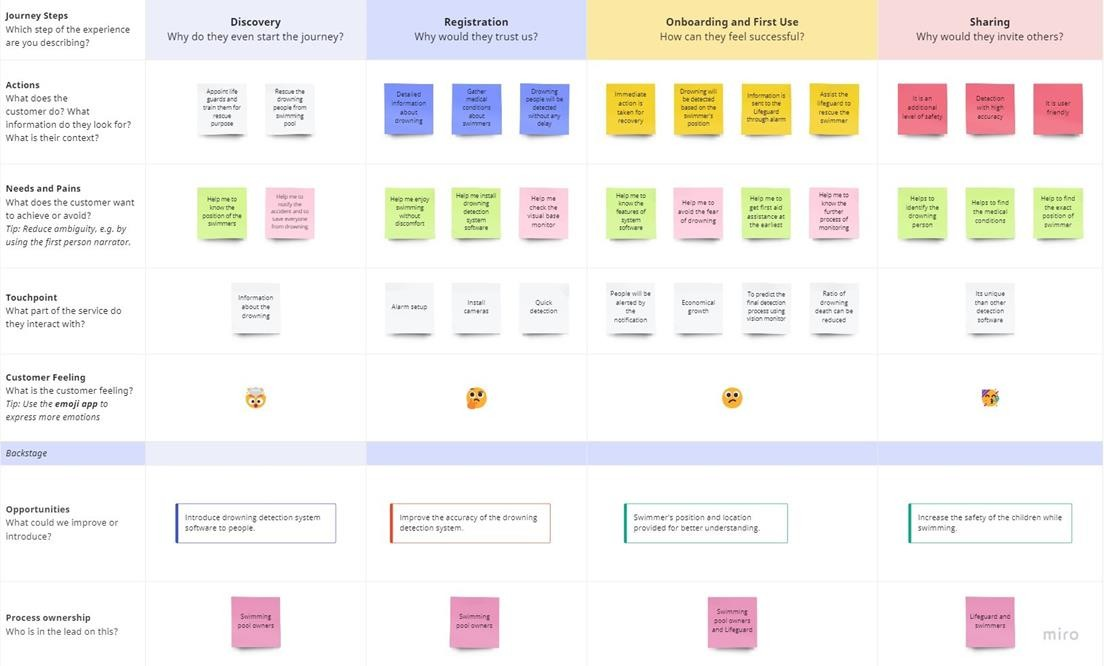 Journey Steps
Which step of the experience
are you describing?
Discovery
Why do they even start the journey?
Registration
Why would they trust us?
Onboarding and First Use
How can they feel successful?
Sharing
Why would they invite others?
Actions
What does the
customer do? What
information do they look for?
What is their context?
Appoint life
guards and
train them for
rescue
purpose
Rescue the
drowning
people from
swimming
pool
Detailed
information
about
drowning
Gather
medical
conditions
about
swimmers
Drowning
people will be
detected
without any
delay
Immediate
action is
taken for
recovery
Drowning will
be detected
based on the
swimmer's
position
Information is
sent to the
Lifeguard
through alarm
Assist the
lifeguard to
rescue the
swimmer
It is an
additional
level of safety
Detection
with high
accuracy
It is user
friendly
Needs and Pains
What does the customer want
to achieve or avoid?
Tip: Reduce ambiguity, e.g. by
using the first person narrator.
Help me to
know the
position of the
swimmers
Help me to
notify the
accident and to
save everyone
from drowning
Help me enjoy
swimming
without
discomfort
Help me install
drowning
detection
system
software
Help me
check the
visual base
monitor
Help me to
know the
features of
system
software
Help me to
avoid the fear
of drowning
Help me to
get first aid
assistance at
the earliest
Help me to
know the
further
process of
monitoring
Helps to
identify the
drowning
person
Helps to find
the medical
conditions
Help to find
the exact
position of
swimmer
Touchpoint
What part of the service do
they interact with?
Information
about the
drowning
Alarm setup
Install
cameras
Quick
detection
People will be
alerted by
the
notification
Economical
growth
To predict the
final detection
process using
vision monitor
Ratio of
drowning
death can be
reduced
Its unique
than other
detection
software
Customer Feeling
What is the customer feeling?
Tip: Use the emoji app to
express more emotions
Backstage
Opportunities
What could we improve or
introduce?
Introduce drowning detection system
software to people.
Improve the accuracy of the drowning
detection system.
Swimmer's position and location
provided for better understanding.
Increase the safety of the children while
swimming.
Process ownership
Who is in the lead on this?
Swimming
pool owners
Swimming
pool owners
Swimming
pool owners
and Lifeguard
Lifeguard and
swimmers
miro